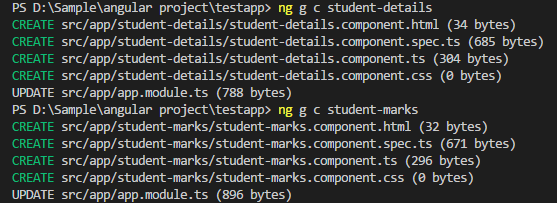 PS D:\Sample\angular project\testapp> ng g c student-details
CREATE src/app/student-details/student-details.component.html (34 bytes)
CREATE src/app/student-details/student-details.component.spec.ts (685 bytes)
CREATE src/app/student-details/student-details.component.ts (304 bytes)
CREATE src/app/student-details/student-details.component.css (0 bytes)
UPDATE src/app/app.module.ts (788 bytes)
PS D:\Sample\angular project\testapp> ng g c student-marks
CREATE src/app/student-marks/student-marks.component.html (32 bytes)
CREATE src/app/student-marks/student-marks.component.spec.ts (671 bytes)
CREATE src/app/student-marks/student-marks.component.ts (296 bytes)
CREATE src/app/student-marks/student-marks.component.css (0 bytes)
UPDATE src/app/app.module.ts (896 bytes)